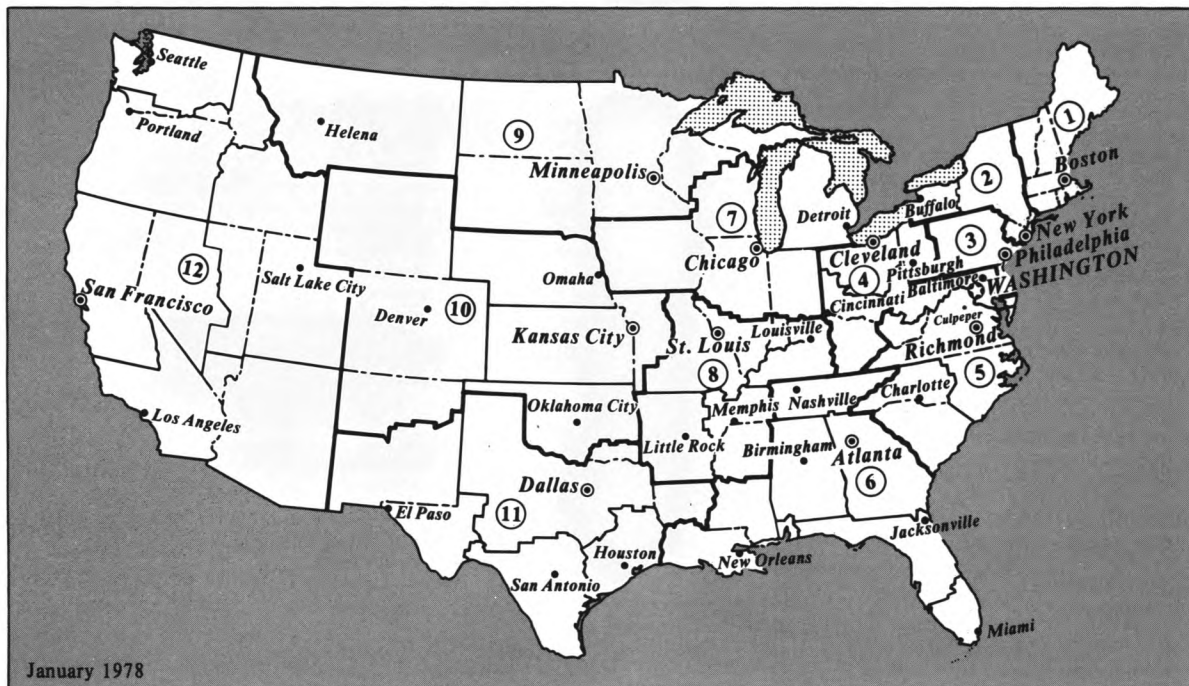 Seattle
Portland
Helena
9
Minneapolis
1
Boston
2
Buffalo
New York
Philadelphia
WASHINGTON
3
7
Detroit
Chicago
Cleveland
4
Pittsburgh
Baltimore
Cincinnati
Culpeper
Richmond
5
12
San Francisco
Salt Lake City
Omaha
Denver
10
Kansas City
St. Louis
Louisville
8
Los Angeles
Oklahoma City
Memphis
Nashville
Charlotte
Little Rock
Birmingham
Atlanta
6
Dallas
11
El Paso
Houston
San Antonio
New Orleans
Jacksonville
Miami
January 1978